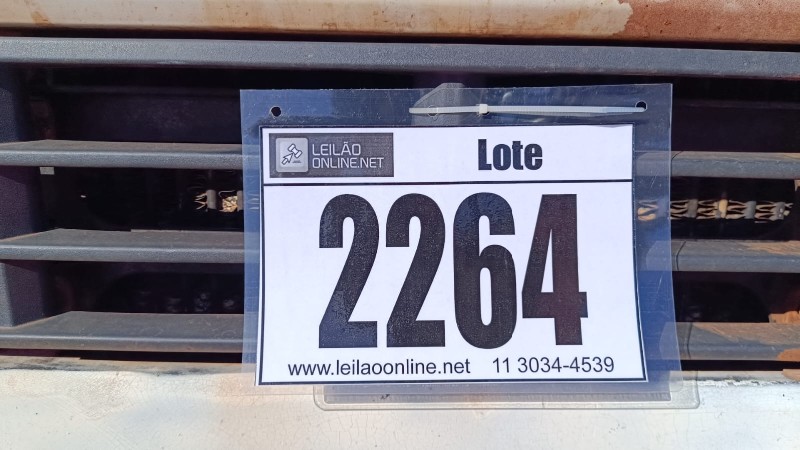 LEILÃO
ONLINE.NET
Lote
2264
www.leilaoonline.net 11 3034-4539